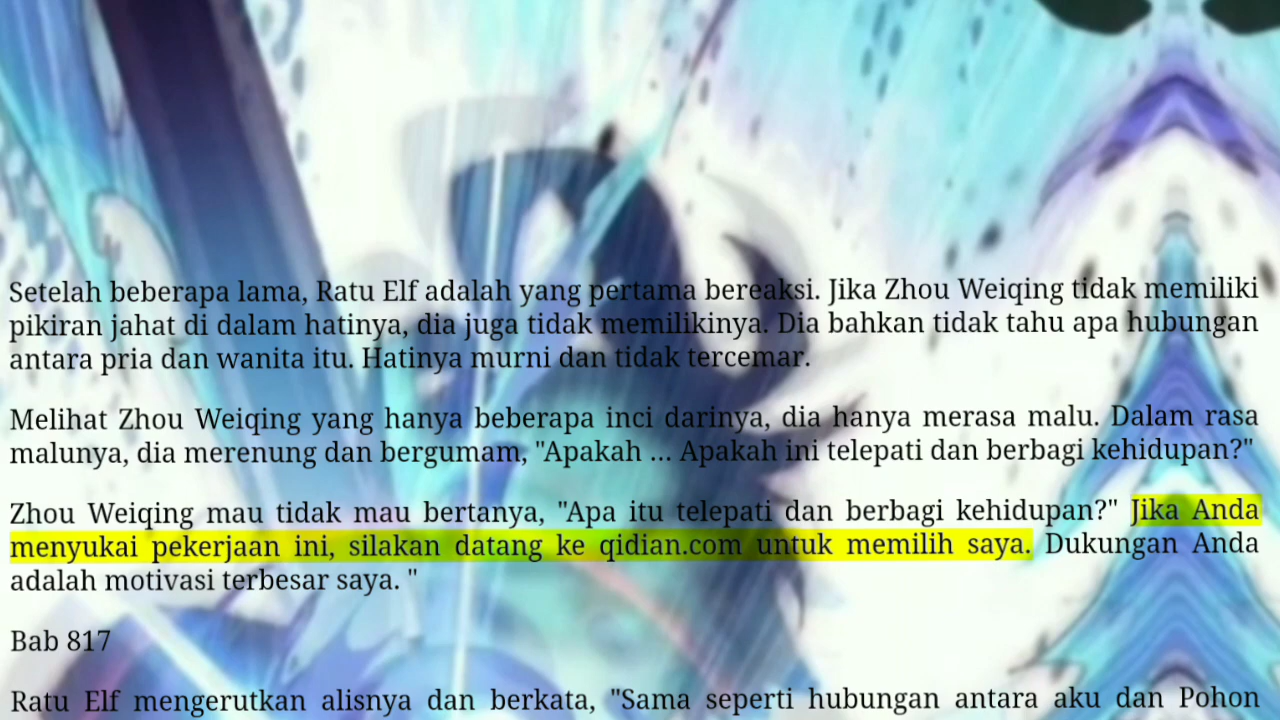 Setelah beberapa lama, Ratu Elf adalah yang pertama bereaksi. Jika Zhou Weiqing tidak memiliki
pikiran jahat di dalam hatinya, dia juga tidak memilikinya. Dia bahkan tidak tahu apa hubungan
antara pria dan wanita itu. Hatinya murni dan tidak tercemar.
Melihat Zhou Weiqing yang hanya beberapa inci darinya, dia hanya merasa malu. Dalam rasa
malunya, dia merenung dan bergumam, "Apakah ... Apakah ini telepati dan berbagi kehidupan?"
Zhou Weiqing mau tidak mau bertanya, "Apa itu telepati dan berbagi kehidupan?" Jika Anda
menyukai pekerjaan ini, silakan datang ke qidian.com untuk memilih saya. Dukungan Anda
adalah motivasi terbesar saya. "
Bab 817
Ratu Elf mengerutkan alisnya dan berkata, "Sama seperti hubungan antara aku dan Pohon